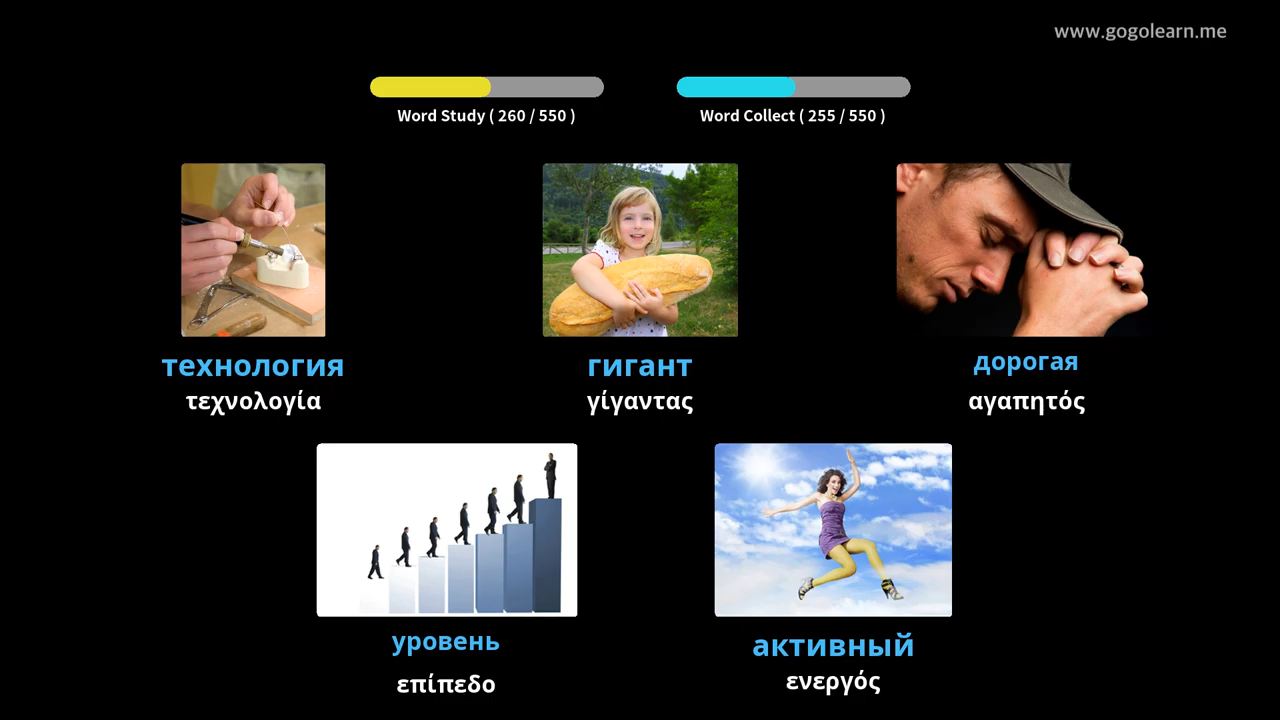 www.gogolearn.me
Word Study ( 260 / 550 )
Word Collect ( 255 / 550 )
технология
τεχνολογία
гигант
γίγαντας
дорогая
αγαπητός
уровень
επίπεδο
активный
ενεργός